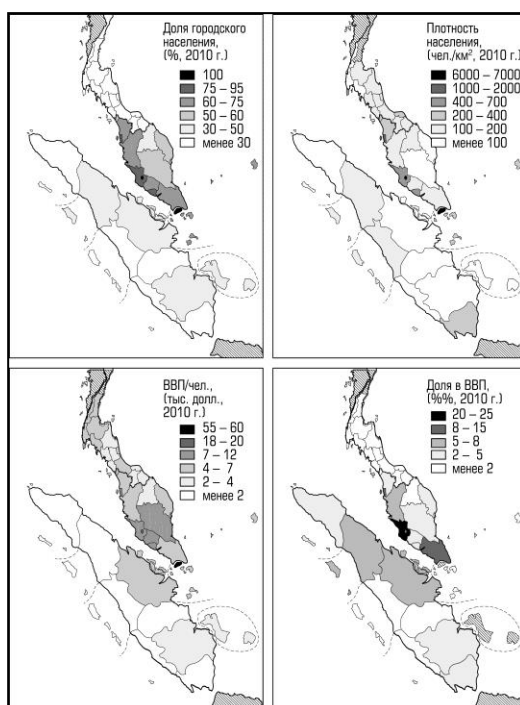 Доля городского
населения,
(%, 2010 г.)
100
75 – 95
60 – 75
50 – 60
30 – 50
менее 30
Плотность
населения,
(чел./км², 2010 г.)
6000 – 7000
1000 – 2000
400 – 700
200 – 400
100 – 200
менее 100
ВВП/чел.,
(тыс. долл.,
2010 г.)
55 – 60
18 – 20
7 – 12
4 – 7
2 – 4
менее 2
Доля в ВВП,
(%%, 2010 г.)
20 – 25
8 – 15
5 – 8
2 – 5
менее 2